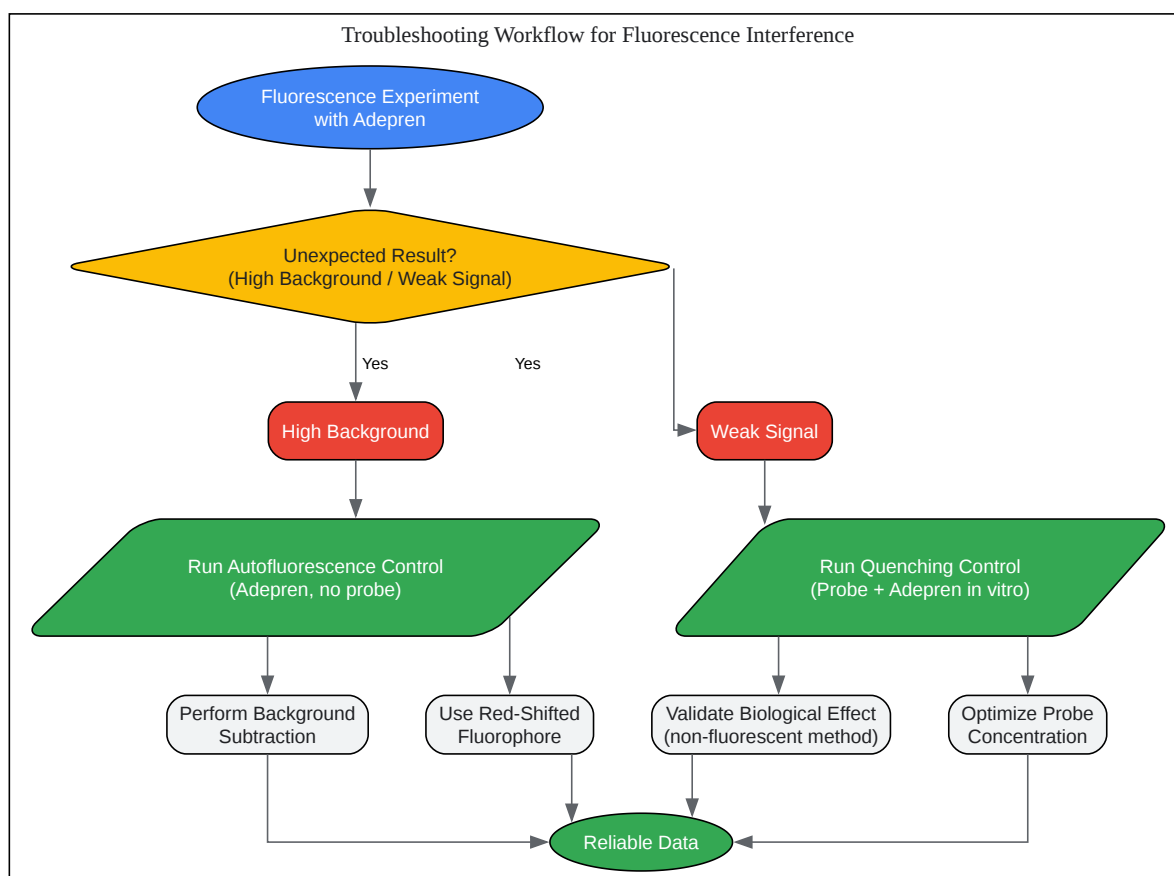 Troubleshooting Workflow for Fluorescence Interference
Fluorescence Experiment
with Adepren
Unexpected Result?
(High Background / Weak Signal)
Yes
Yes
High Background
Weak Signal
Run Autofluorescence Control
(Adepren, no probe)
Run Quenching Control
(Probe + Adepren in vitro)
Perform Background
Subtraction
Use Red-Shifted
Fluorophore
Validate Biological Effect
(non-fluorescent method)
Optimize Probe
Concentration
Reliable Data